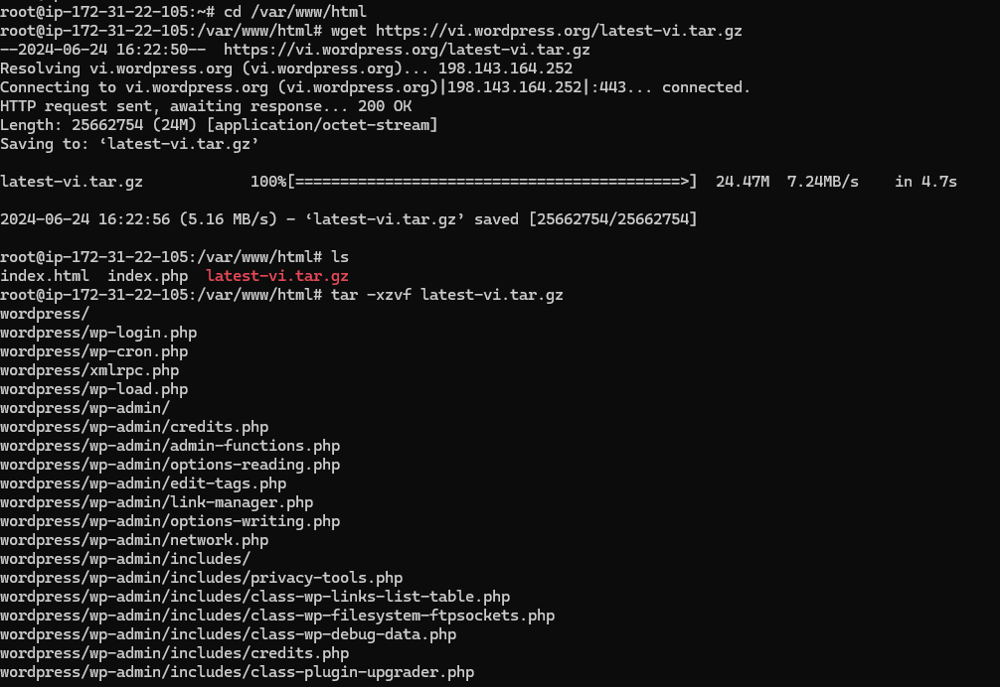 root@ip-172-31-22-105:~# cd /var/www/html
root@ip-172-31-22-105:/var/www/html# wget https://vi.wordpress.org/latest-vi.tar.gz
--2024-06-24 16:22:50--  https://vi.wordpress.org/latest-vi.tar.gz
Resolving vi.wordpress.org (vi.wordpress.org)... 198.143.164.252
Connecting to vi.wordpress.org (vi.wordpress.org)|198.143.164.252|:443... connected.
HTTP request sent, awaiting response... 200 OK
Length: 25662754 (24M) [application/octet-stream]
Saving to: ‘latest-vi.tar.gz’
latest-vi.tar.gz            100%[===========================================>]  24.47M  7.24MB/s    in 4.7s
2024-06-24 16:22:56 (5.16 MB/s) - ‘latest-vi.tar.gz’ saved [25662754/25662754]
root@ip-172-31-22-105:/var/www/html# ls
index.html  index.php  latest-vi.tar.gz
root@ip-172-31-22-105:/var/www/html# tar -xzvf latest-vi.tar.gz
wordpress/
wordpress/wp-login.php
wordpress/wp-cron.php
wordpress/xmlrpc.php
wordpress/wp-load.php
wordpress/wp-admin/
wordpress/wp-admin/credits.php
wordpress/wp-admin/admin-functions.php
wordpress/wp-admin/options-reading.php
wordpress/wp-admin/edit-tags.php
wordpress/wp-admin/link-manager.php
wordpress/wp-admin/options-writing.php
wordpress/wp-admin/network.php
wordpress/wp-admin/includes/
wordpress/wp-admin/includes/privacy-tools.php
wordpress/wp-admin/includes/class-wp-links-list-table.php
wordpress/wp-admin/includes/class-wp-filesystem-ftpsockets.php
wordpress/wp-admin/includes/class-wp-debug-data.php
wordpress/wp-admin/includes/credits.php
wordpress/wp-admin/includes/class-plugin-upgrader.php